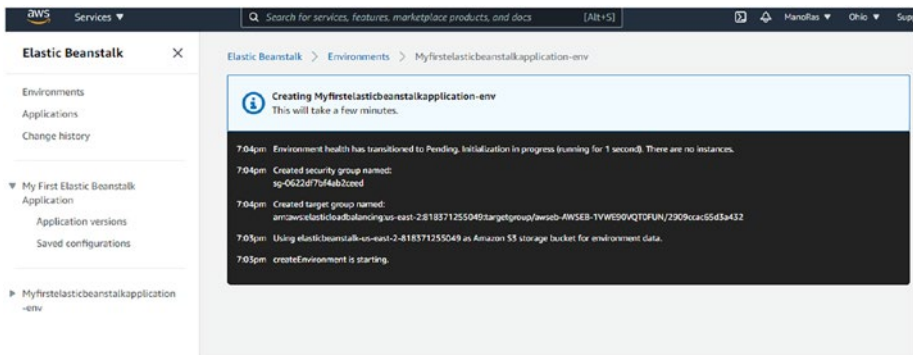 aws Services ▼ Search for services, features, marketplace products, and docs [Alt+S] ManoRas ▼ Ohio ▼ Supp
Elastic Beanstalk ×
Environments
Applications
Change history
▼ My First Elastic Beanstalk
Application
Application versions
Saved configurations
▶ Myfirstelasticbeanstalkapplication
-env
Elastic Beanstalk > Environments > Myfirstelasticbeanstalkapplication-env
Creating Myfirstelasticbeanstalkapplication-env
This will take a few minutes.
7:04pm Environment health has transitioned to Pending. Initialization in progress (running for 1 second). There are no instances.
7:04pm Created security group named:
sg-0622df7bf4ab2ceed
7:04pm Created target group named:
arn:aws:elasticloadbalancing:us-east-2:818371255049:targetgroup/awseb-AWSEB-1VWE90VQT0FUN/2909ccac65d3a432
7:03pm Using elasticbeanstalk-us-east-2-818371255049 as Amazon S3 storage bucket for environment data.
7:03pm createEnvironment is starting.